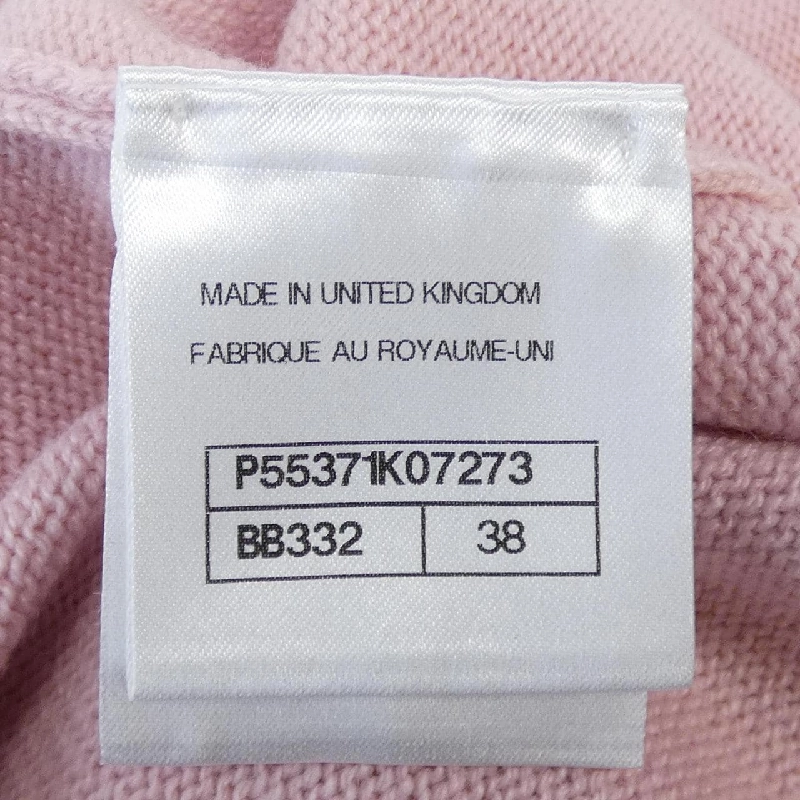 MADE IN UNITED KINGDOM
FABRIQUE AU ROYAUME-UNI
P55371K07273
BB332 38